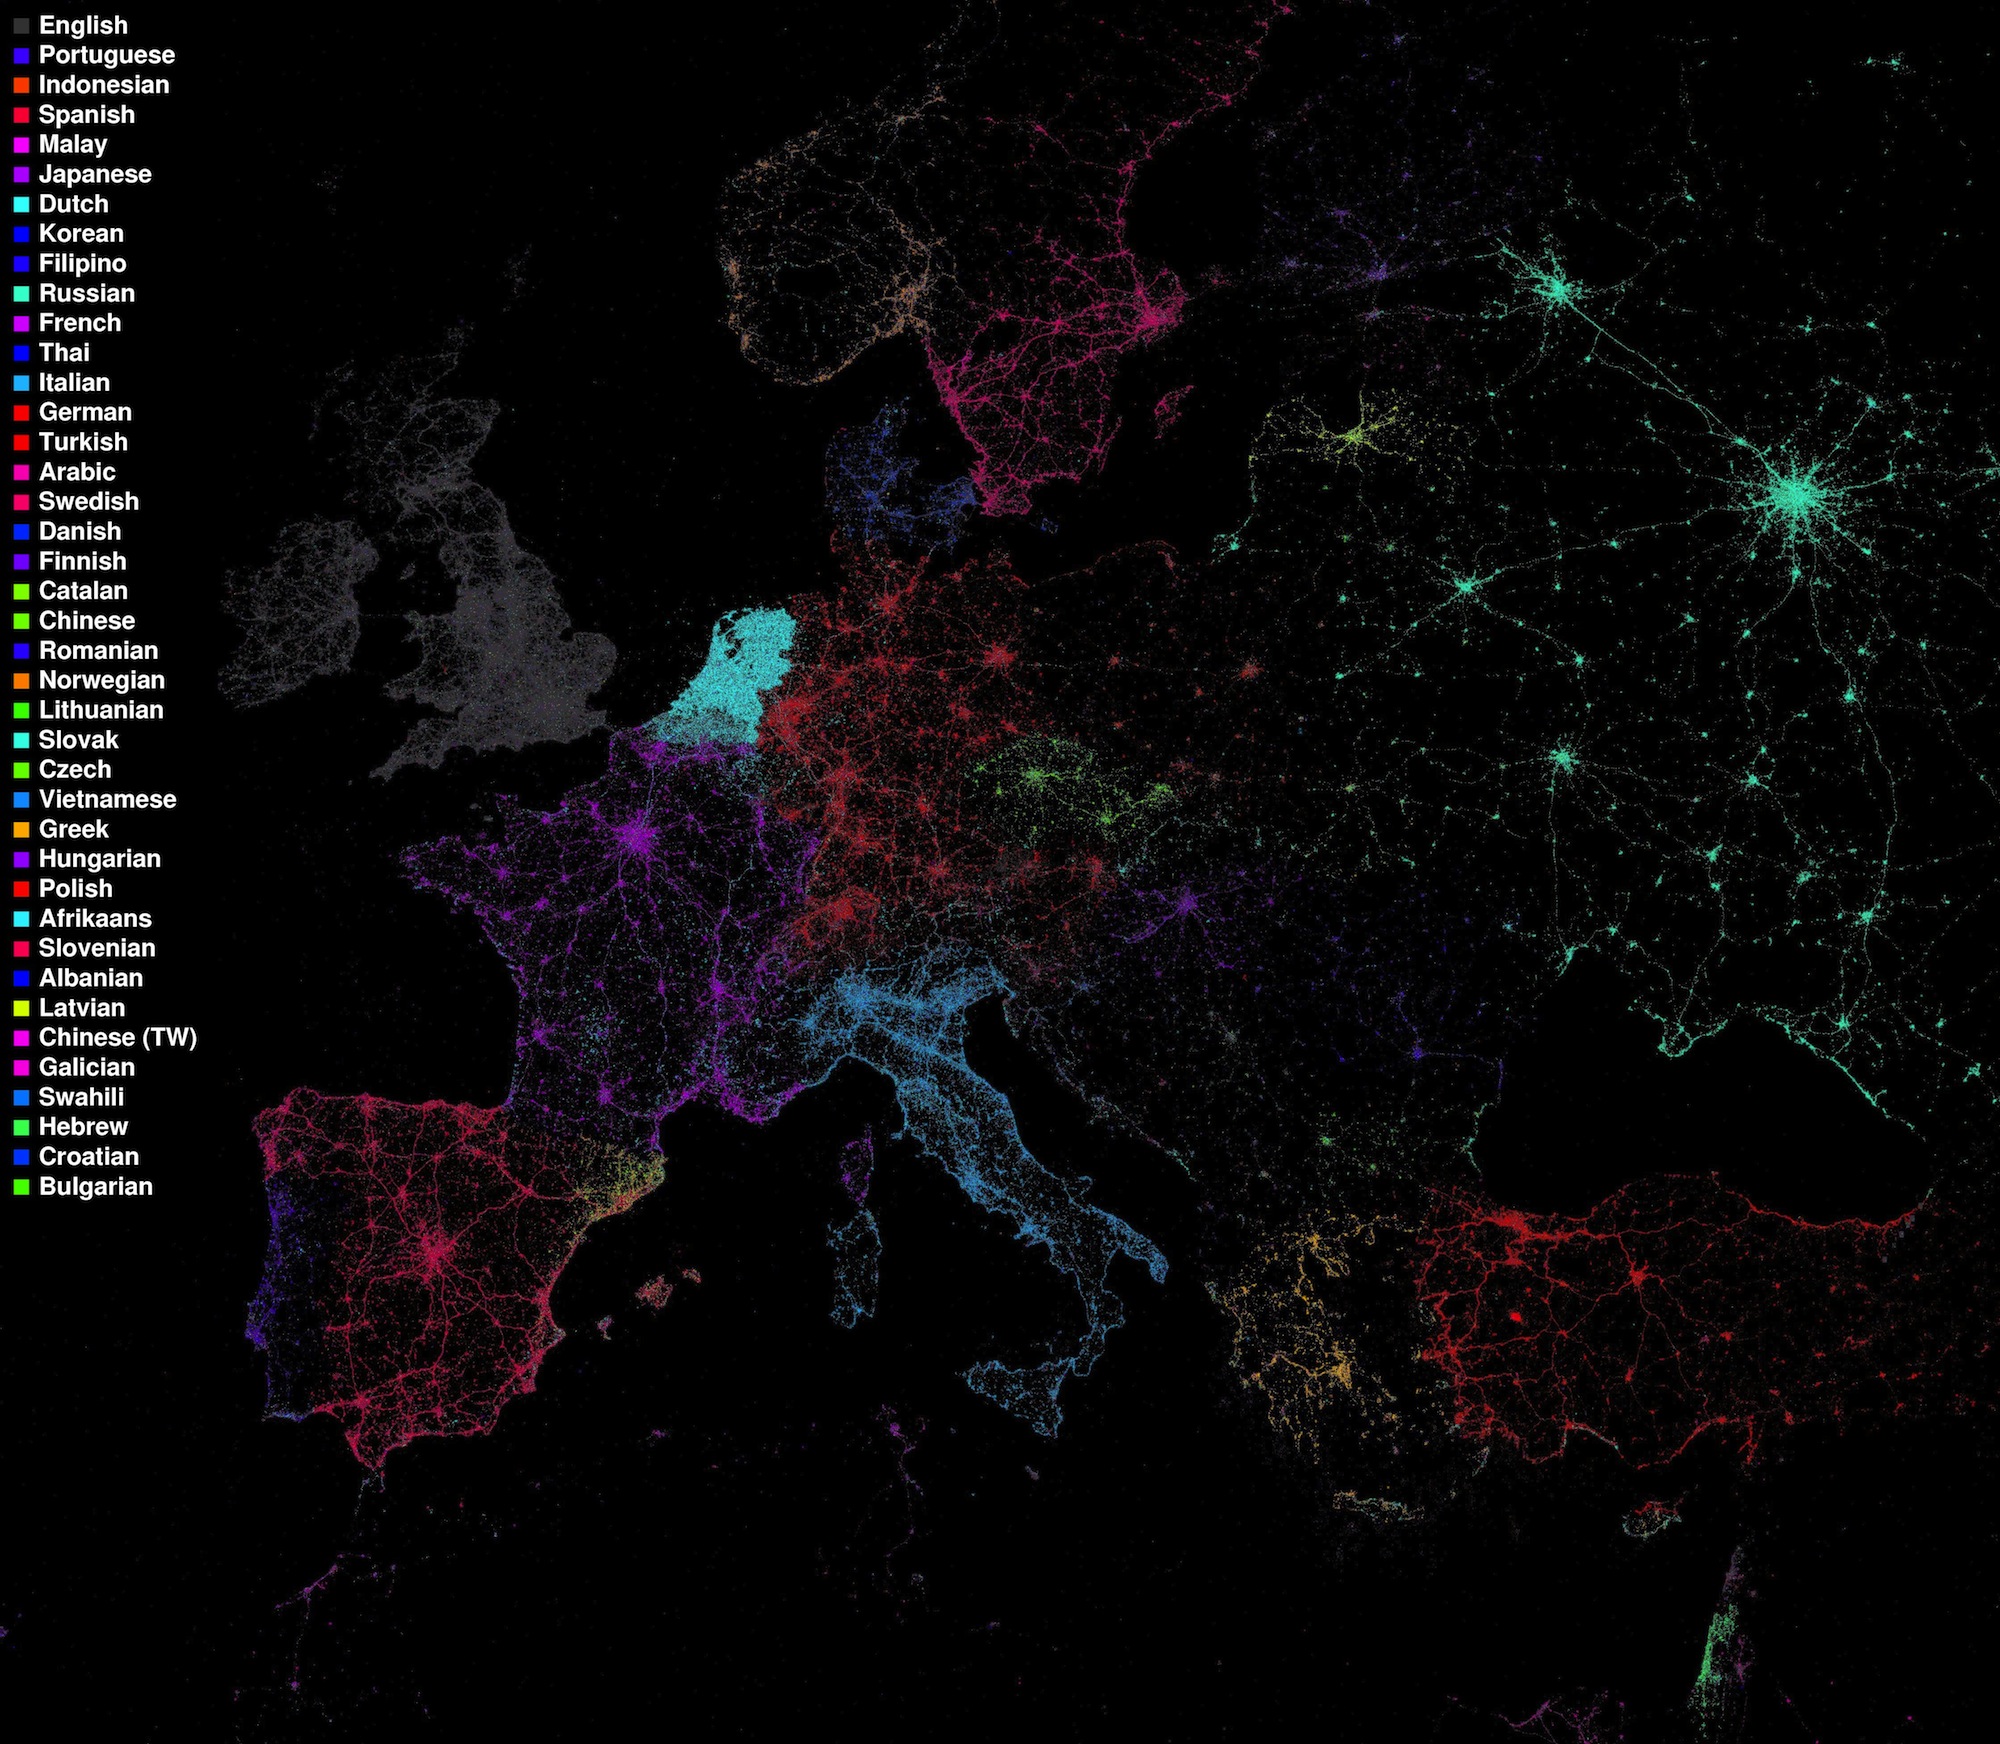 English
Portuguese
Indonesian
Spanish
Malay
Japanese
Dutch
Korean
Filipino
Russian
French
Thai
Italian
German
Turkish
Arabic
Swedish
Danish
Finnish
Catalan
Chinese
Romanian
Norwegian
Lithuanian
Slovak
Czech
Vietnamese
Greek
Hungarian
Polish
Afrikaans
Slovenian
Albanian
Latvian
Chinese (TW)
Galician
Swahili
Hebrew
Croatian
Bulgarian